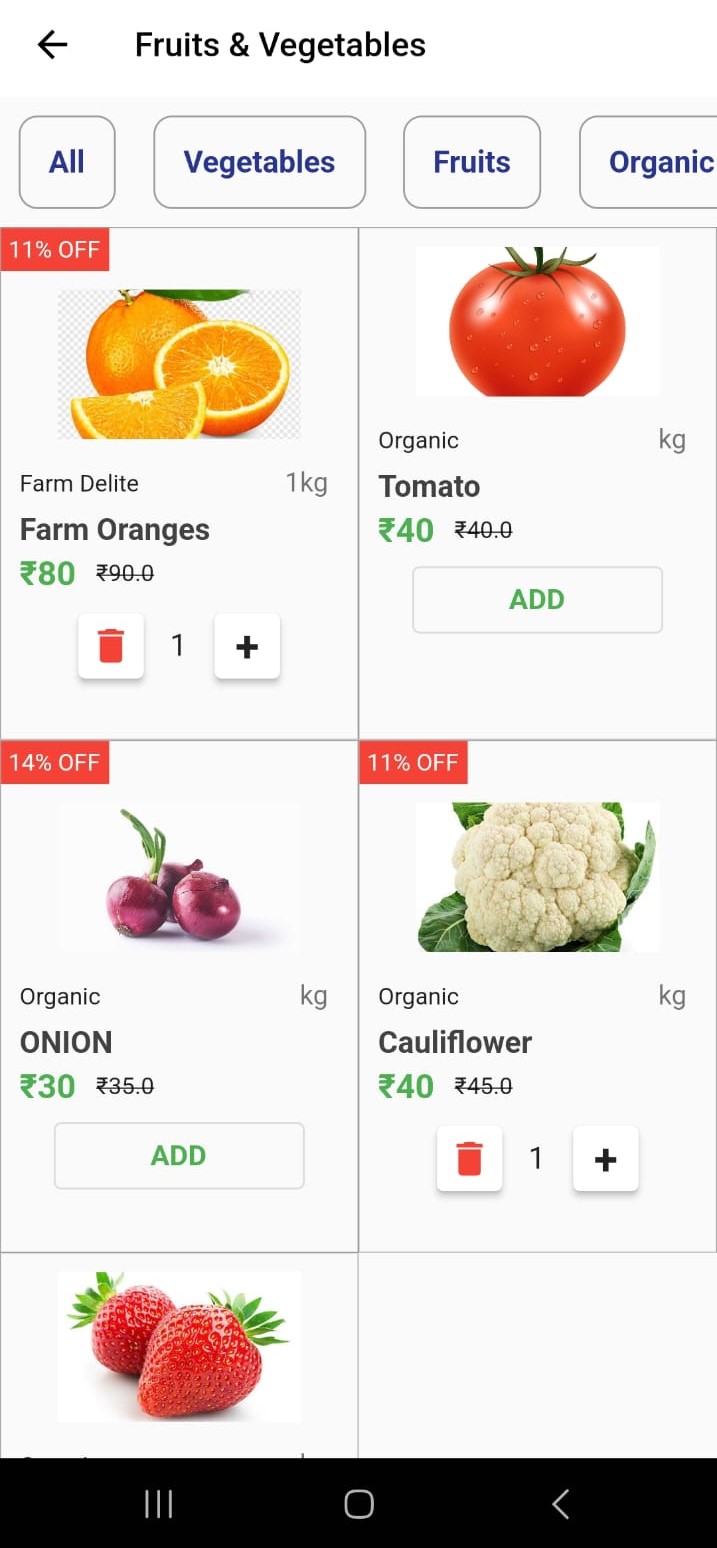 Fruits & Vegetables
All
Vegetables
Fruits
Organic
11% OFF
Farm Delite 1kg
Farm Oranges
₹80 ₹90.0
1 +
Organic kg
Tomato
₹40 ₹40.0
ADD
14% OFF
Organic kg
ONION
₹30 ₹35.0
ADD
11% OFF
Organic kg
Cauliflower
₹40 ₹45.0
1 +